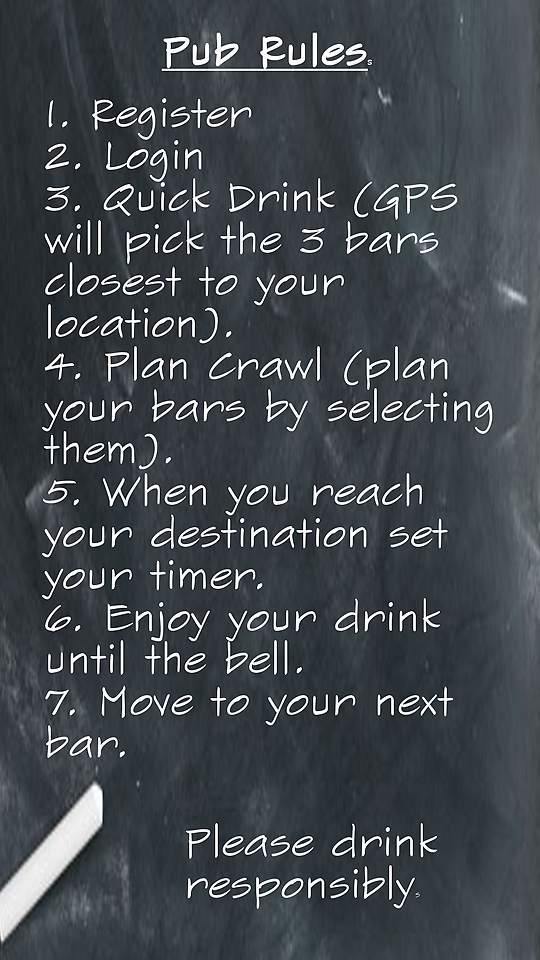 Pub Rules.
1. Register
2. Login
3. Quick Drink (GPS
will pick the 3 bars
closest to your
location).
4. Plan Crawl (plan
your bars by selecting
them).
5. When you reach
your destination set
your timer.
6. Enjoy your drink
until the bell.
7. Move to your next
bar.
Please drink
responsibly.